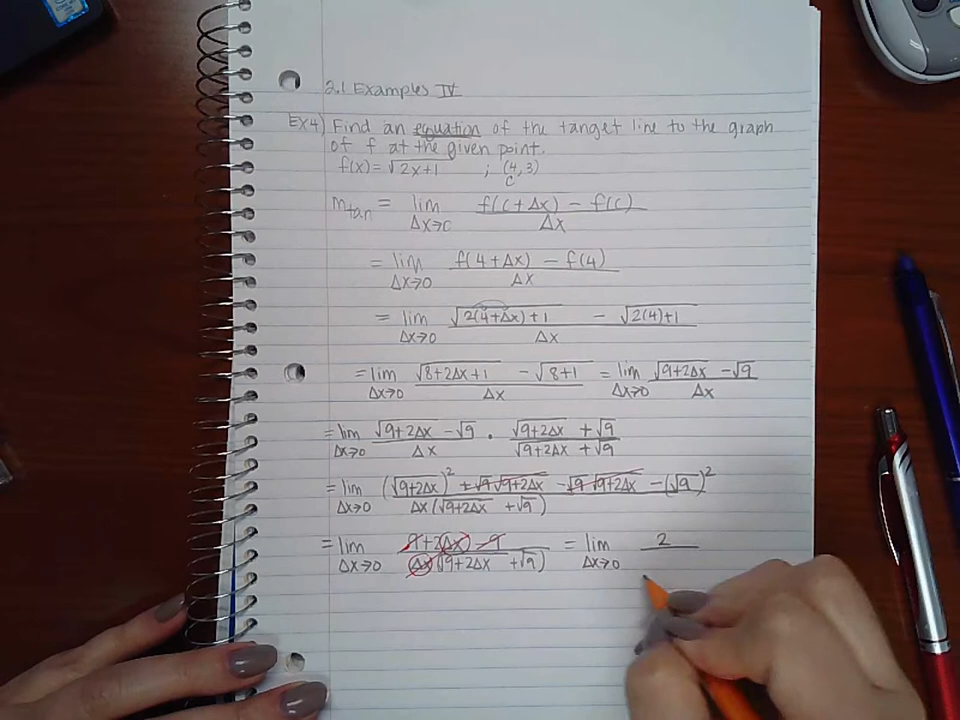 2.1 Examples IV
EX4) Find an equation of the tanget line to the graph
of f at the given point.
f(x) = √2x+1 ; (4,3)
c
m_tan = lim Δx→c f(c+Δx) - f(c) / Δx
= lim Δx→0 f(4+Δx) - f(4) / Δx
= lim Δx→0 √2(4+Δx)+1 - √2(4)+1 / Δx
= lim Δx→0 √8+2Δx+1 - √8+1 / Δx = lim Δx→0 √9+2Δx - √9 / Δx
= lim Δx→0 √9+2Δx - √9 / Δx · √9+2Δx + √9 / √9+2Δx + √9
= lim Δx→0 (√9+2Δx)² + √9√9+2Δx - √9√9+2Δx - (√9)² / Δx(√9+2Δx + √9)
= lim Δx→0 9+2Δx-9 / Δx(√9+2Δx + √9) = lim Δx→0 2 /